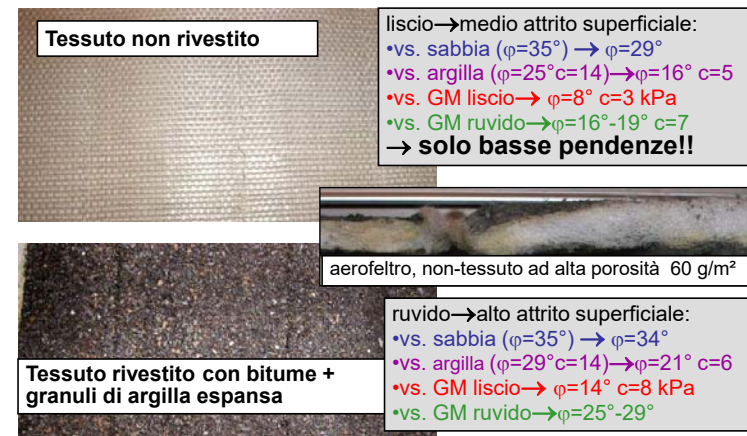 Tessuto non rivestito
liscio→medio attrito superficiale:
•vs. sabbia (φ=35°) → φ=29°
•vs. argilla (φ=25°c=14)→φ=16° c=5
•vs. GM liscio→ φ=8° c=3 kPa
•vs. GM ruvido→φ=16°-19° c=7
→ solo basse pendenze!!
aerofeltro, non-tessuto ad alta porosità 60 g/m²
Tessuto rivestito con bitume +
granuli di argilla espansa
ruvido→alto attrito superficiale:
•vs. sabbia (φ=35°) → φ=34°
•vs. argilla (φ=29°c=14)→φ=21° c=6
•vs. GM liscio→ φ=14° c=8 kPa
•vs. GM ruvido→φ=25°-29°